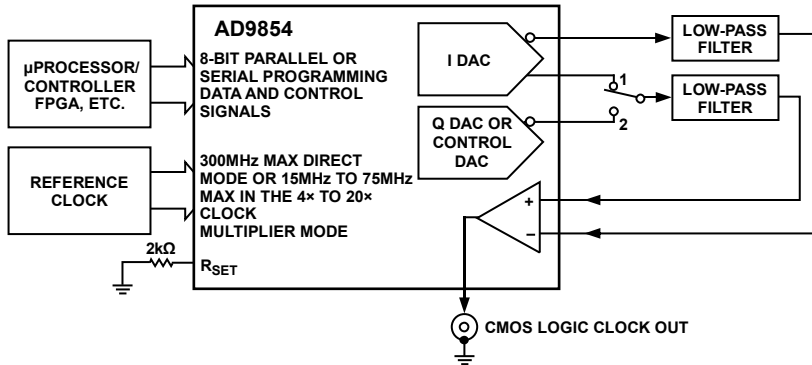 AD9854
µPROCESSOR/
CONTROLLER
FPGA, ETC.
8-BIT PARALLEL OR
SERIAL PROGRAMMING
DATA AND CONTROL
SIGNALS
REFERENCE
CLOCK
300MHz MAX DIRECT
MODE OR 15MHz TO 75MHz
MAX IN THE 4× TO 20×
CLOCK
MULTIPLIER MODE
2kΩ
RSET
I DAC
Q DAC OR
CONTROL
DAC
1
2
LOW-PASS
FILTER
LOW-PASS
FILTER
+
–
CMOS LOGIC CLOCK OUT